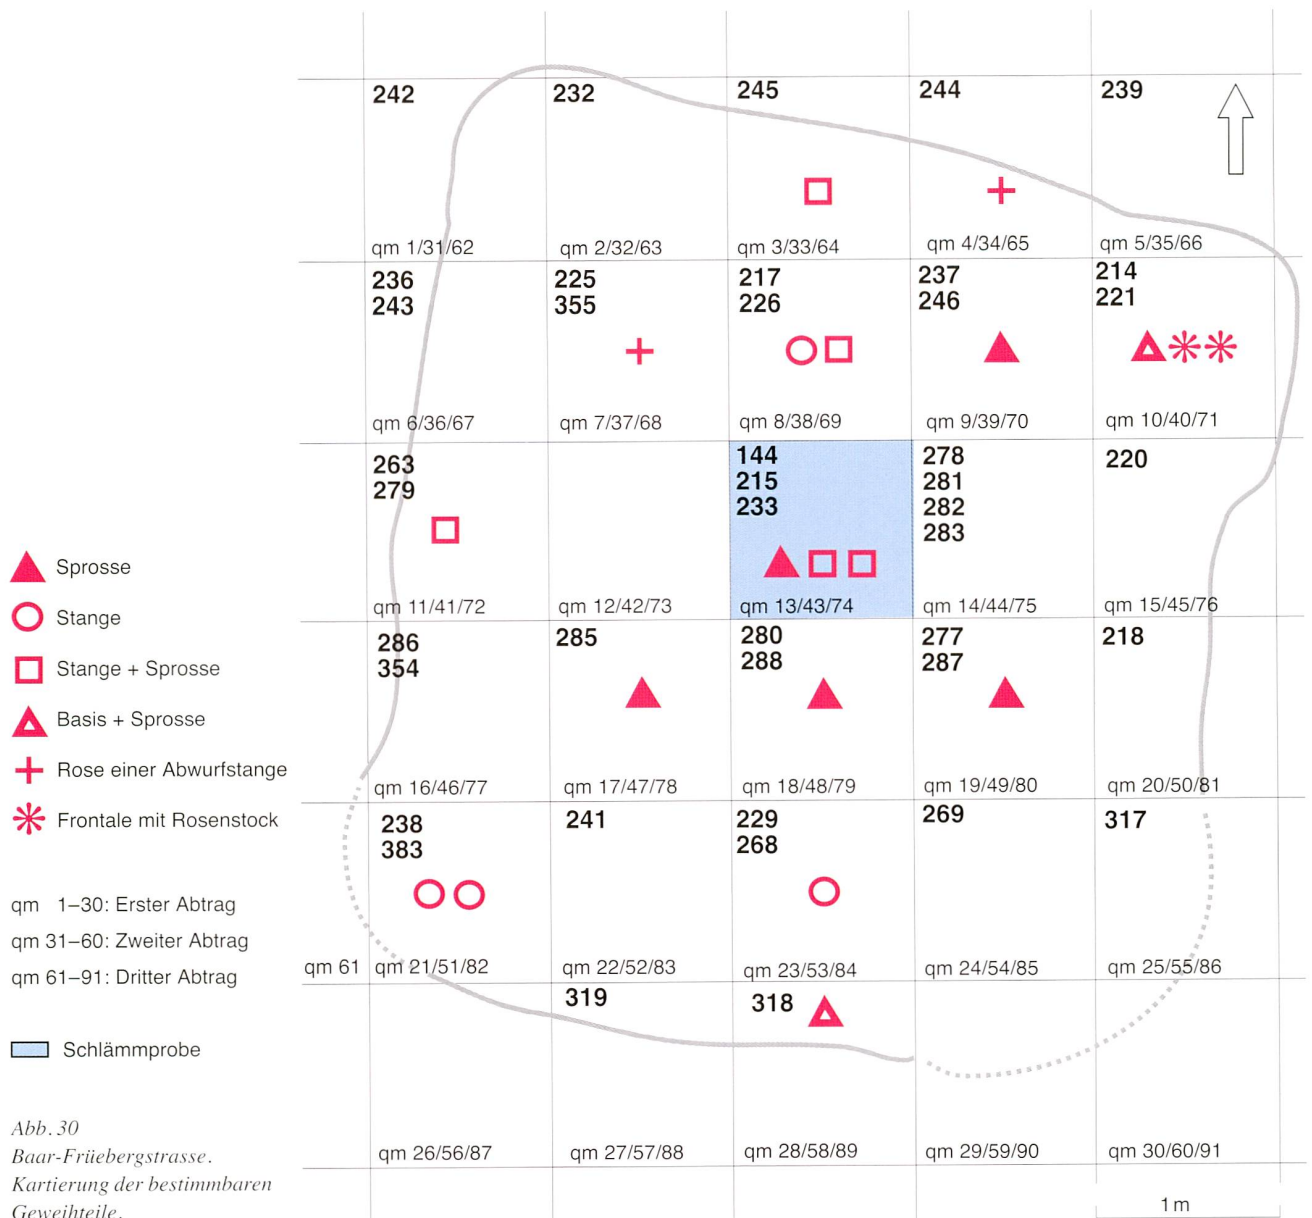 242 232 245 244 239
qm 1/31/62 qm 2/32/63 qm 3/33/64 qm 4/34/65 qm 5/35/66
236 225 217 237 214
243 355 226 246 221
qm 6/36/67 qm 7/37/68 qm 8/38/69 qm 9/39/70 qm 10/40/71
263 144 278 220
279 215 281
233 282
283
qm 11/41/72 qm 12/42/73 qm 13/43/74 qm 14/44/75 qm 15/45/76
286 285 280 277 218
354 288 287
qm 16/46/77 qm 17/47/78 qm 18/48/79 qm 19/49/80 qm 20/50/81
238 241 229 269 317
383 268
qm 61 qm 21/51/82 qm 22/52/83 qm 23/53/84 qm 24/54/85 qm 25/55/86
319 318
qm 26/56/87 qm 27/57/88 qm 28/58/89 qm 29/59/90 qm 30/60/91
1 m
Sprosse
Stange
Stange + Sprosse
Basis + Sprosse
Rose einer Abwurfstange
Frontale mit Rosenstock
qm 1–30: Erster Abtrag
qm 31–60: Zweiter Abtrag
qm 61–91: Dritter Abtrag
Schlämmprobe
Abb. 30
Baar-Früebergstrasse.
Kartierung der bestimmbaren
Geweihteile.